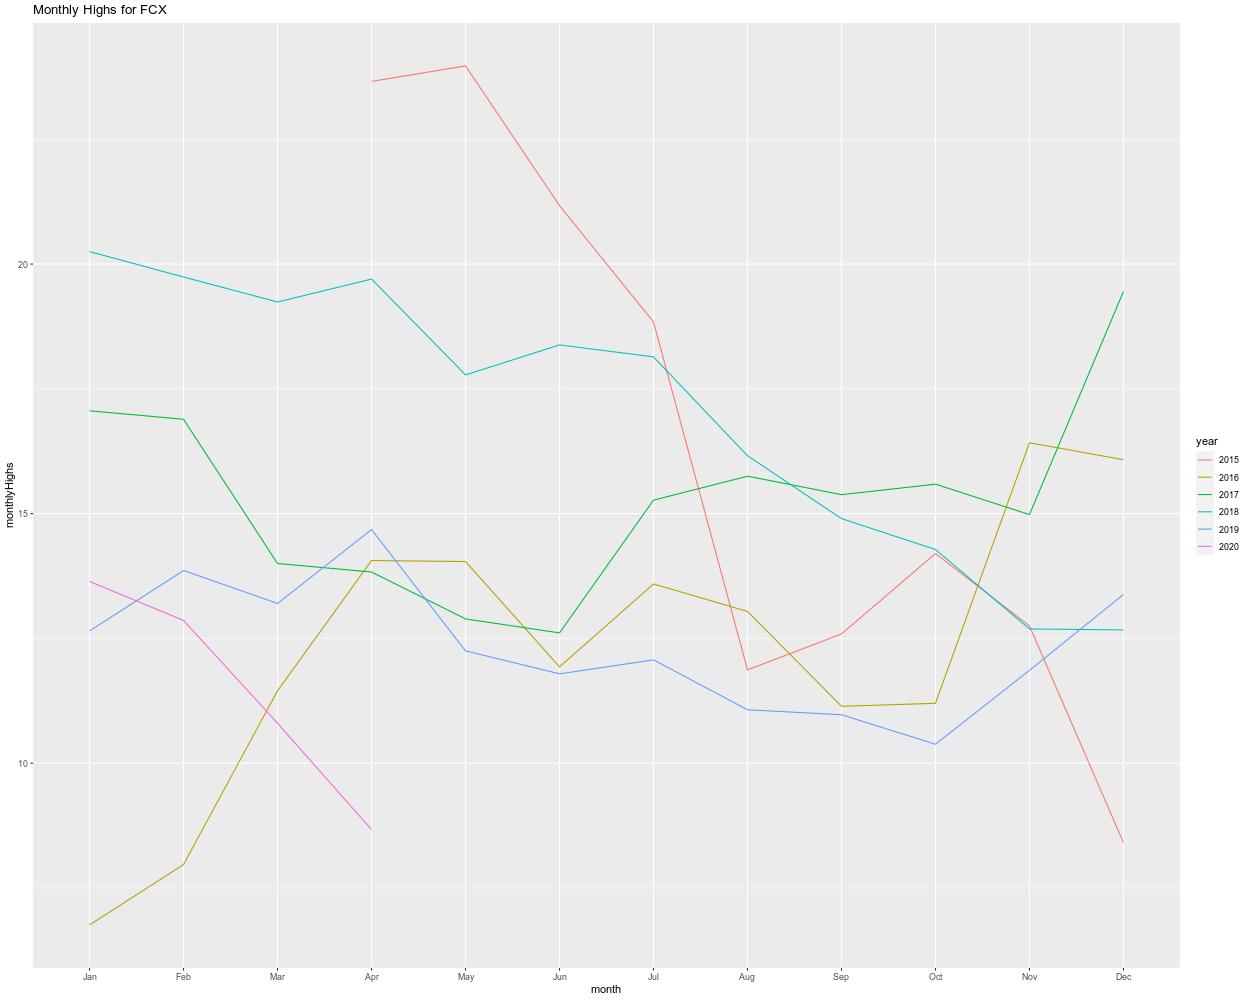 Monthly Highs for FCX
20
15
10
monthlyHighs
Jan Feb Mar Apr May Jun Jul Aug Sep Oct Nov Dec
month
year
2015
2016
2017
2018
2019
2020